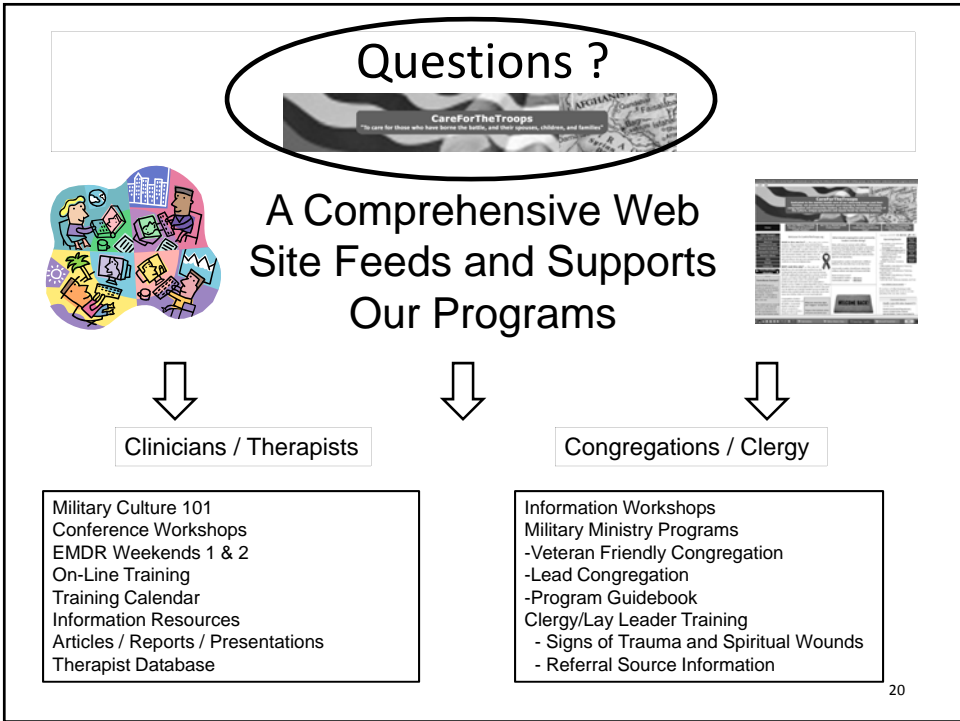 Questions ?
CareForTheTroops
"To care for those who have borne the battle, and their spouses, children, and families"
AFGHANIS
A Comprehensive Web
Site Feeds and Supports
Our Programs
CareForTheTroops
WELCOME BACK!
Clinicians / Therapists
Congregations / Clergy
Military Culture 101
Conference Workshops
EMDR Weekends 1 & 2
On-Line Training
Training Calendar
Information Resources
Articles / Reports / Presentations
Therapist Database
Information Workshops
Military Ministry Programs
-Veteran Friendly Congregation
-Lead Congregation
-Program Guidebook
Clergy/Lay Leader Training
- Signs of Trauma and Spiritual Wounds
- Referral Source Information
20